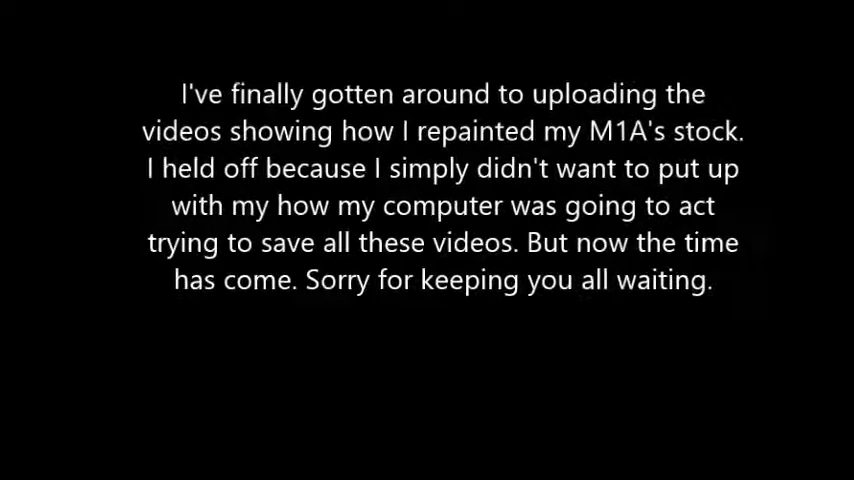 I've finally gotten around to uploading the
videos showing how I repainted my M1A's stock.
I held off because I simply didn't want to put up
with my how my computer was going to act
trying to save all these videos. But now the time
has come. Sorry for keeping you all waiting.